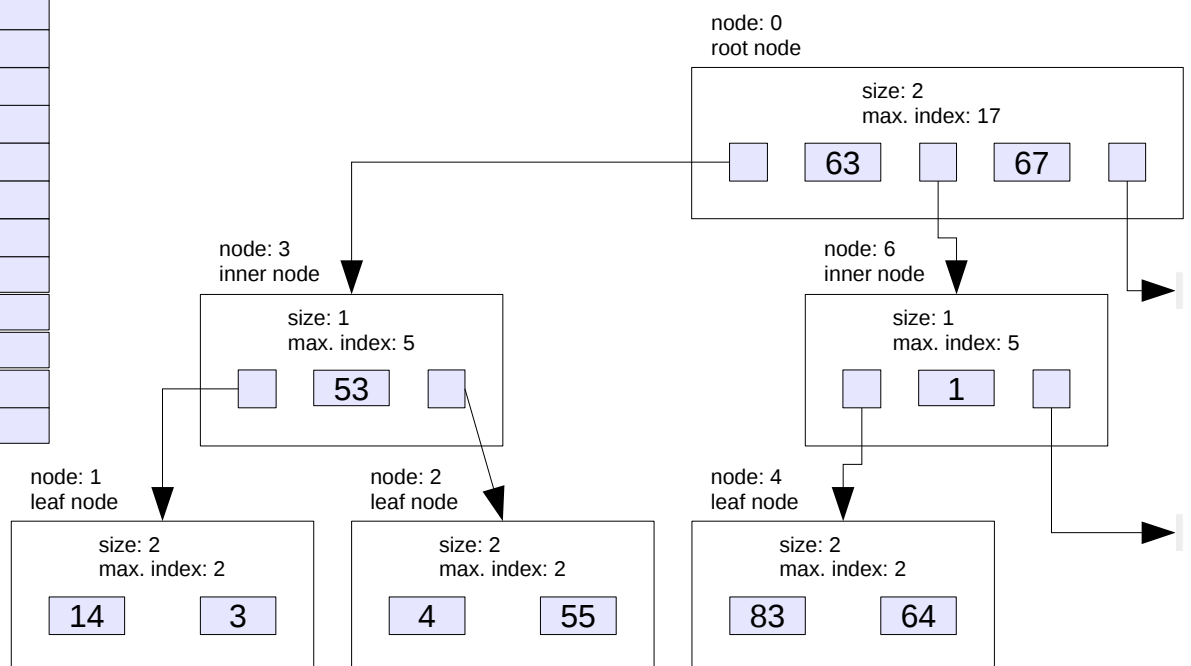 node: 0
root node
size: 2
max. index: 17
63
67
node: 3
inner node
size: 1
max. index: 5
53
node: 6
inner node
size: 1
max. index: 5
1
node: 1
leaf node
size: 2
max. index: 2
14
3
node: 2
leaf node
size: 2
max. index: 2
4
55
node: 4
leaf node
size: 2
max. index: 2
83
64